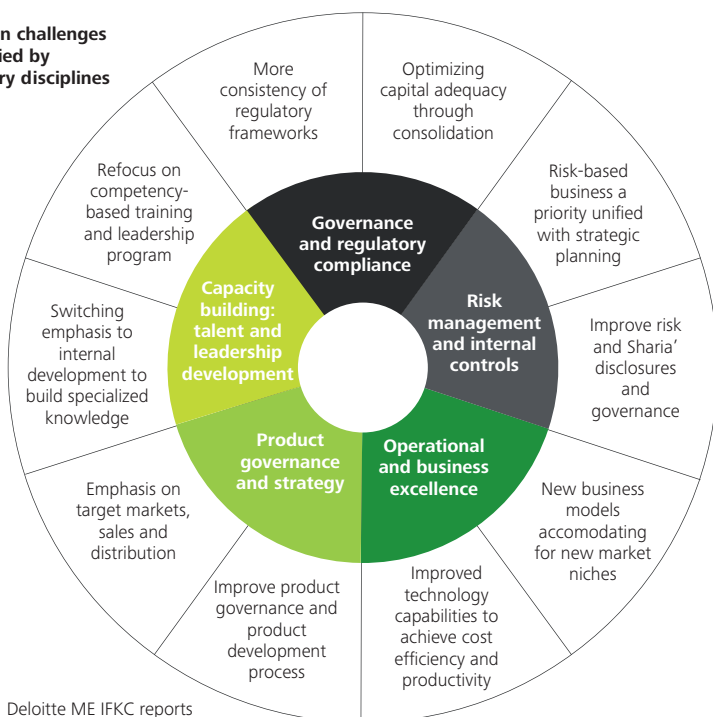 n challenges
ied by
ry disciplines
More
consistency of
regulatory
frameworks
Optimizing
capital adequacy
through
consolidation
Risk-based
business a
priority unified
with strategic
planning
Improve risk
and Sharia’
disclosures
and
governance
New business
models
accomodating
for new market
niches
Improved
technology
capabilities to
achieve cost
efficiency and
productivity
Improve product
governance and
product
development
process
Emphasis on
target markets,
sales and
distribution
Switching
emphasis to
internal
development to
build specialized
knowledge
Refocus on
competency-
based training
and leadership
program
Governance
and regulatory
compliance
Risk
management
and internal
controls
Operational
and business
excellence
Product
governance
and strategy
Capacity
building:
talent and
leadership
development
Deloitte ME IFKC reports